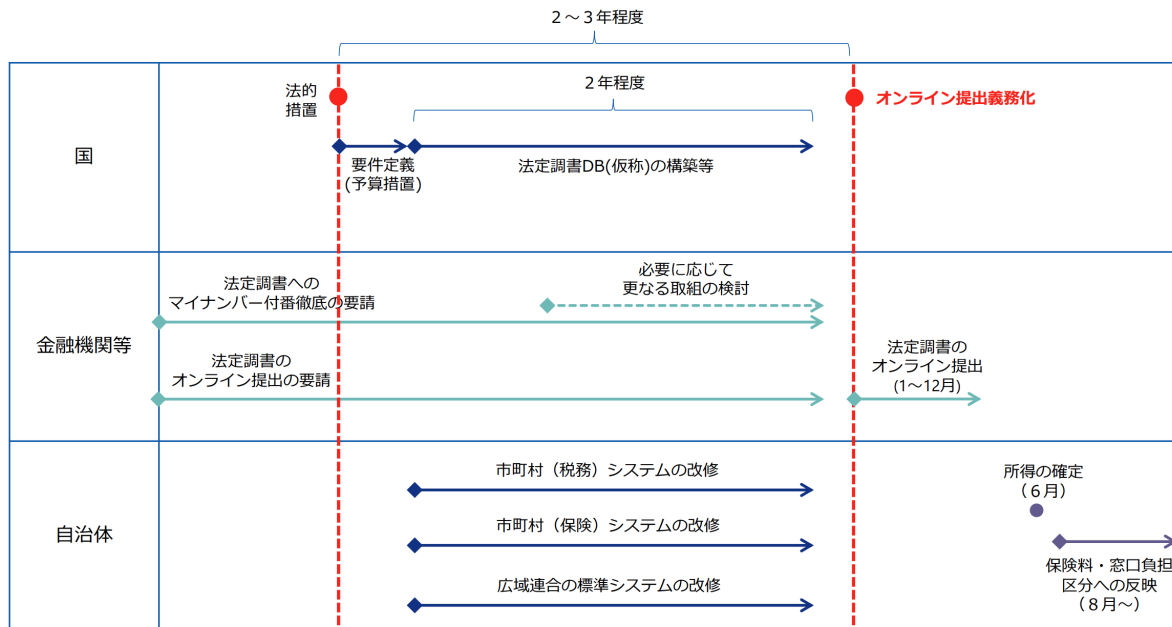 ２～３年程度
国
法的
措置
２年程度
オンライン提出義務化
要件定義
(予算措置)
法定調書DB(仮称)の構築等
金融機関等
法定調書への
マイナンバー付番徹底の要請
必要に応じて
更なる取組の検討
法定調書の
オンライン提出の要請
法定調書の
オンライン提出
(1～12月)
自治体
市町村（税務）システムの改修
市町村（保険）システムの改修
広域連合の標準システムの改修
所得の確定
（６月）
保険料・窓口負担
区分への反映
（８月～）